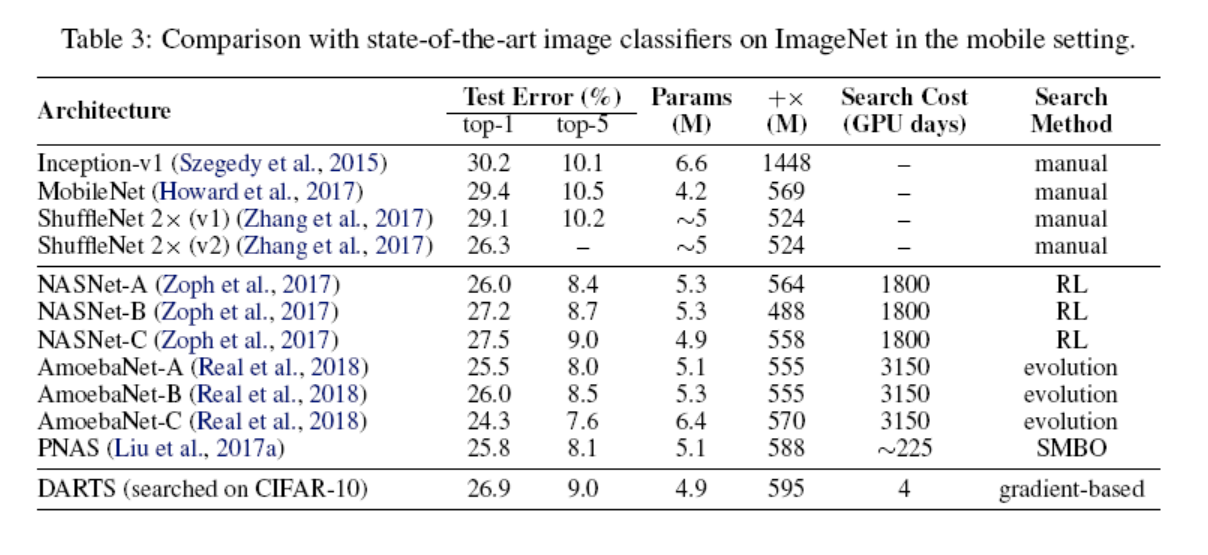 Table 3: Comparison with state-of-the-art image classifiers on ImageNet in the mobile setting.
Architecture Test Error (%) Params +× Search Cost Search
top-1 top-5 (M) (M) (GPU days) Method
Inception-v1 (Szegedy et al., 2015) 30.2 10.1 6.6 1448 – manual
MobileNet (Howard et al., 2017) 29.4 10.5 4.2 569 – manual
ShuffleNet 2× (v1) (Zhang et al., 2017) 29.1 10.2 ∼5 524 – manual
ShuffleNet 2× (v2) (Zhang et al., 2017) 26.3 – ∼5 524 – manual
NASNet-A (Zoph et al., 2017) 26.0 8.4 5.3 564 1800 RL
NASNet-B (Zoph et al., 2017) 27.2 8.7 5.3 488 1800 RL
NASNet-C (Zoph et al., 2017) 27.5 9.0 4.9 558 1800 RL
AmoebaNet-A (Real et al., 2018) 25.5 8.0 5.1 555 3150 evolution
AmoebaNet-B (Real et al., 2018) 26.0 8.5 5.3 555 3150 evolution
AmoebaNet-C (Real et al., 2018) 24.3 7.6 6.4 570 3150 evolution
PNAS (Liu et al., 2017a) 25.8 8.1 5.1 588 ∼225 SMBO
DARTS (searched on CIFAR-10) 26.9 9.0 4.9 595 4 gradient-based